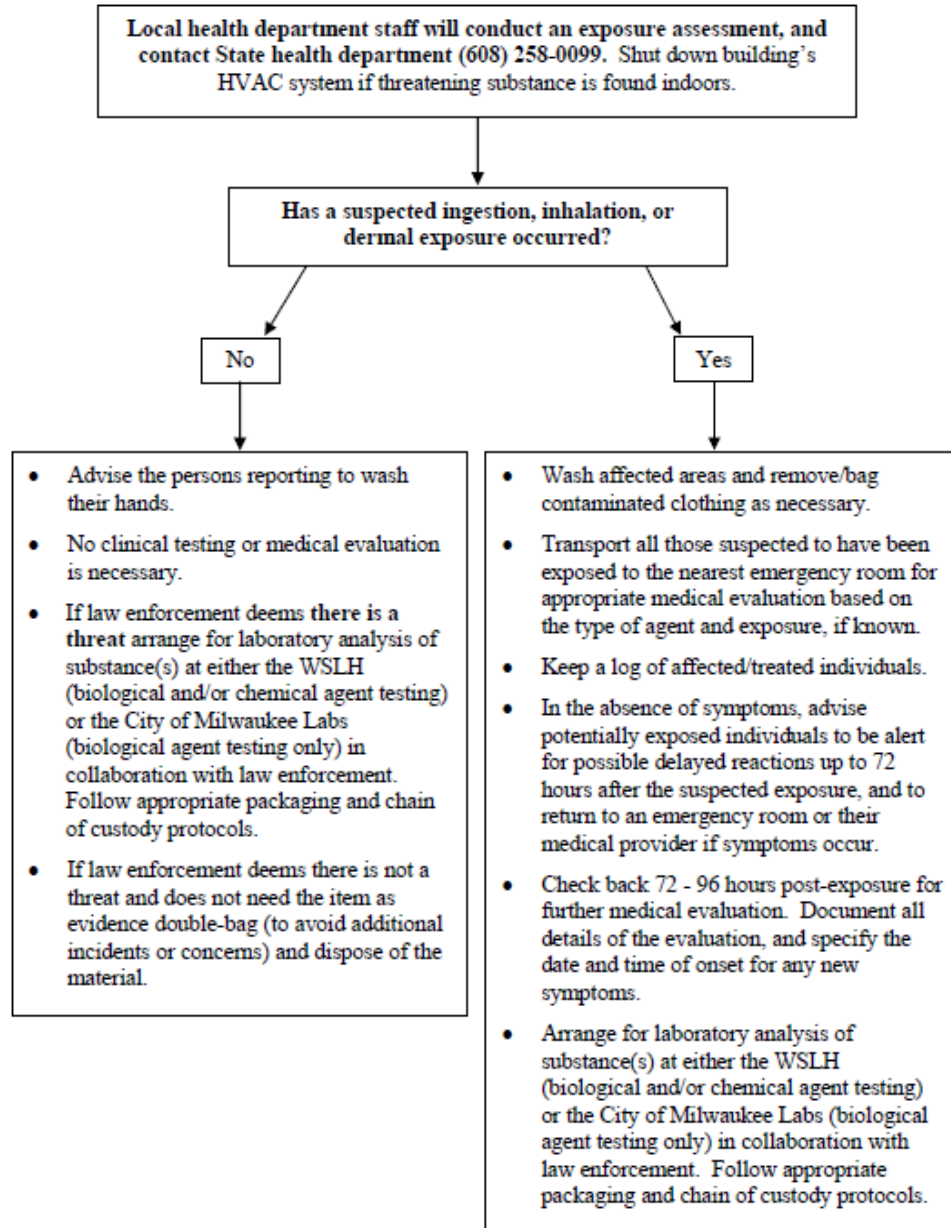 Local health department staff will conduct an exposure assessment, and
contact State health department (608) 258-0099. Shut down building's
HVAC system if threatening substance is found indoors.
Has a suspected ingestion, inhalation, or
dermal exposure occurred?
No
Yes
• Advise the persons reporting to wash
their hands.
• No clinical testing or medical evaluation
is necessary.
• If law enforcement deems there is a
threat arrange for laboratory analysis of
substance(s) at either the WSLH
(biological and/or chemical agent testing)
or the City of Milwaukee Labs
(biological agent testing only) in
collaboration with law enforcement.
Follow appropriate packaging and chain
of custody protocols.
• If law enforcement deems there is not a
threat and does not need the item as
evidence double-bag (to avoid additional
incidents or concerns) and dispose of the
material.
• Wash affected areas and remove/bag
contaminated clothing as necessary.
• Transport all those suspected to have been
exposed to the nearest emergency room for
appropriate medical evaluation based on
the type of agent and exposure, if known.
• Keep a log of affected/treated individuals.
• In the absence of symptoms, advise
potentially exposed individuals to be alert
for possible delayed reactions up to 72
hours after the suspected exposure, and to
return to an emergency room or their
medical provider if symptoms occur.
• Check back 72 - 96 hours post-exposure for
further medical evaluation. Document all
details of the evaluation, and specify the
date and time of onset for any new
symptoms.
• Arrange for laboratory analysis of
substance(s) at either the WSLH
(biological and/or chemical agent testing)
or the City of Milwaukee Labs (biological
agent testing only) in collaboration with
law enforcement. Follow appropriate
packaging and chain of custody protocols.